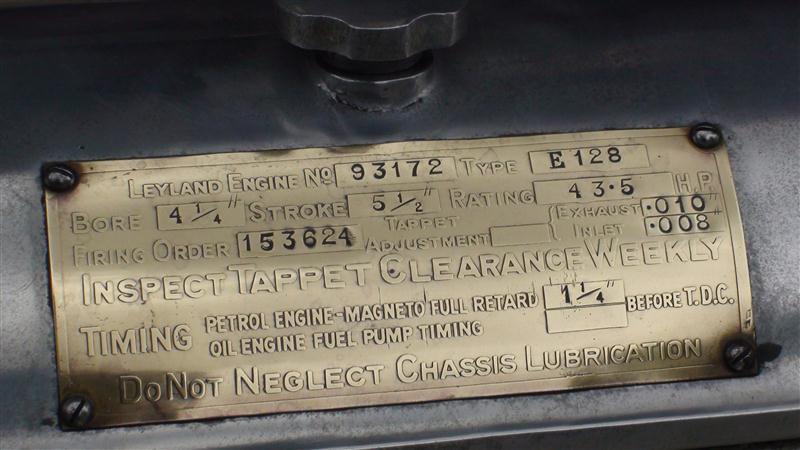 LEYLAND ENGINE No 93172 TYPE E128
BORE 4 1/4" STROKE 5 1/2" RATING 43·5 H.P.
FIRING ORDER 153624 TAPPET ADJUSTMENT { EXHAUST ·010" INLET ·008"
INSPECT TAPPET CLEARANCE WEEKLY
TIMING PETROL ENGINE-MAGNETO FULL RETARD 1 1/4" BEFORE T.D.C.
OIL ENGINE FUEL PUMP TIMING
DO NOT NEGLECT CHASSIS LUBRICATION